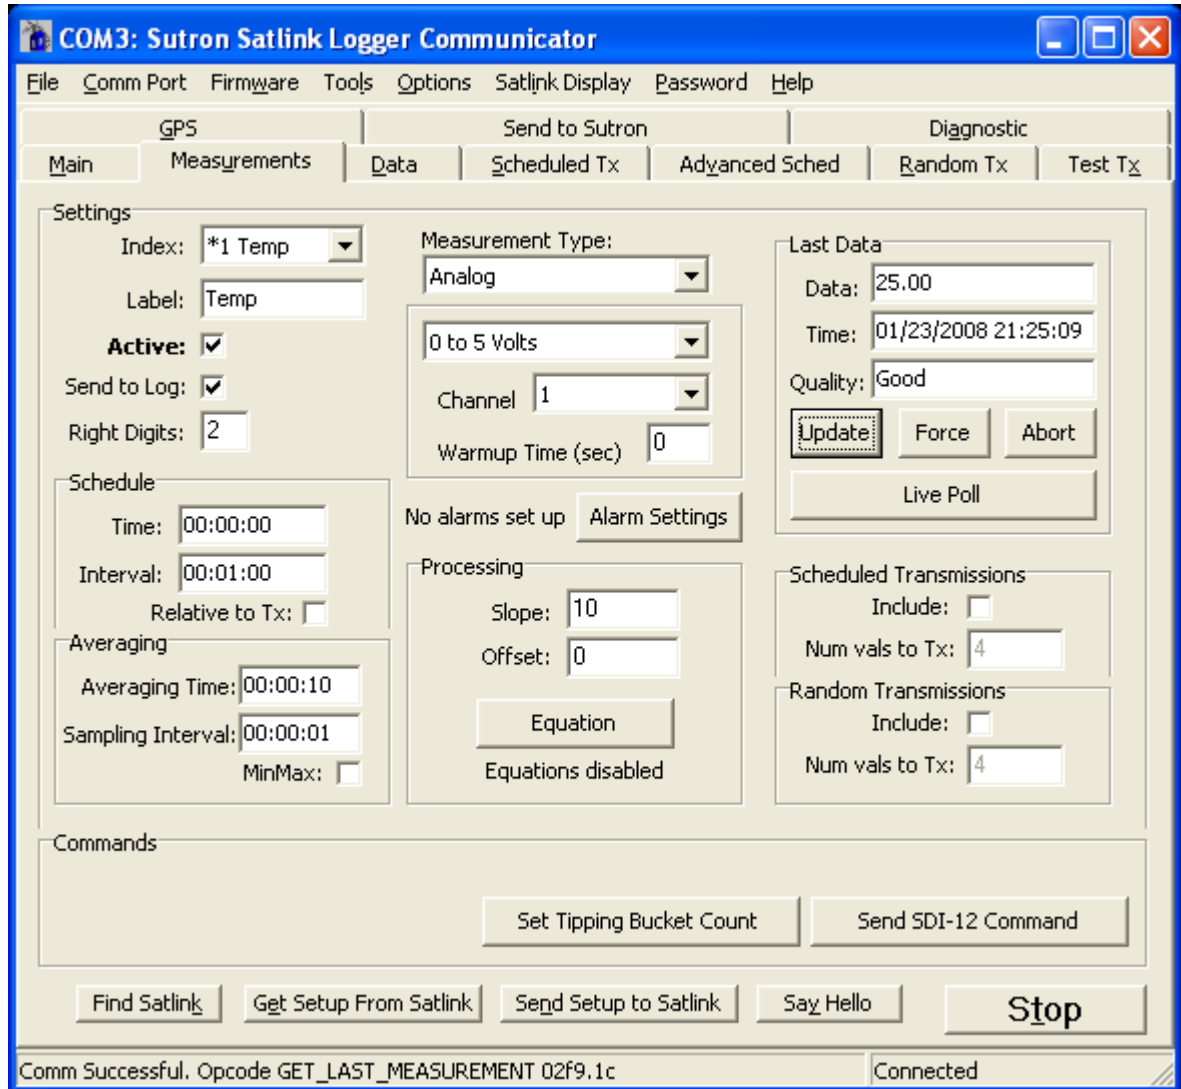 COM3: Sutron Satlink Logger Communicator
File Comm Port Firmware Tools Options Satlink Display Password Help
GPS Send to Sutron Diagnostic
Main Measurements Data Scheduled Tx Advanced Sched Random Tx Test Tx
Settings
Index: *1 Temp
Label: Temp
Active:
Send to Log:
Right Digits: 2
Schedule
Time: 00:00:00
Interval: 00:01:00
Relative to Tx:
Averaging
Averaging Time: 00:00:10
Sampling Interval: 00:00:01
MinMax:
Measurement Type:
Analog
0 to 5 Volts
Channel 1
Warmup Time (sec) 0
No alarms set up Alarm Settings
Processing
Slope: 10
Offset: 0
Equation
Equations disabled
Last Data
Data: 25.00
Time: 01/23/2008 21:25:09
Quality: Good
Update Force Abort
Live Poll
Scheduled Transmissions
Include:
Num vals to Tx: 4
Random Transmissions
Include:
Num vals to Tx: 4
Commands
Set Tipping Bucket Count Send SDI-12 Command
Find Satlink Get Setup From Satlink Send Setup to Satlink Say Hello Stop
Comm Successful. Opcode GET_LAST_MEASUREMENT 02f9.1c Connected